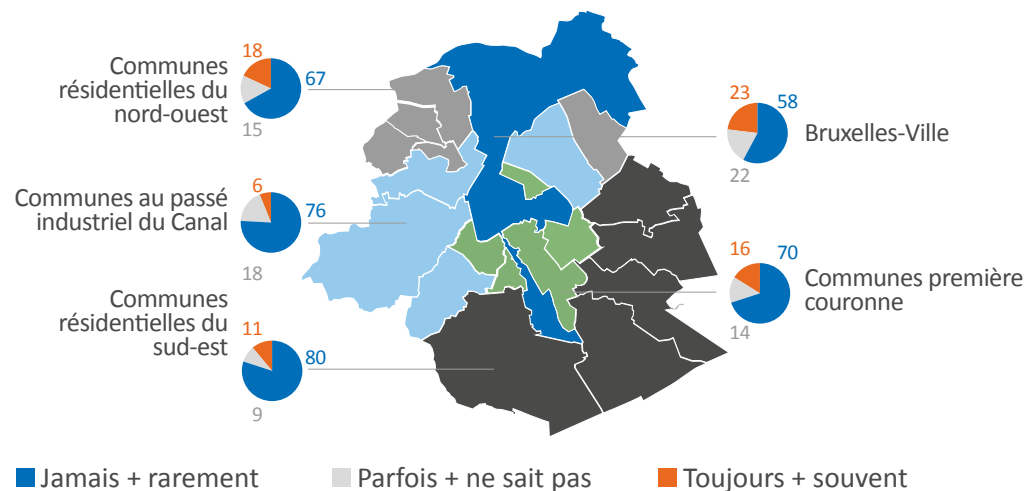 Communes
résidentielles du
nord-ouest
18
67
15
Communes au passé
industriel du Canal
6
76
18
Communes
résidentielles du
sud-est
11
80
9
23
58
22
Bruxelles-Ville
16
70
14
Communes première
couronne
Jamais + rarement
Parfois + ne sait pas
Toujours + souvent